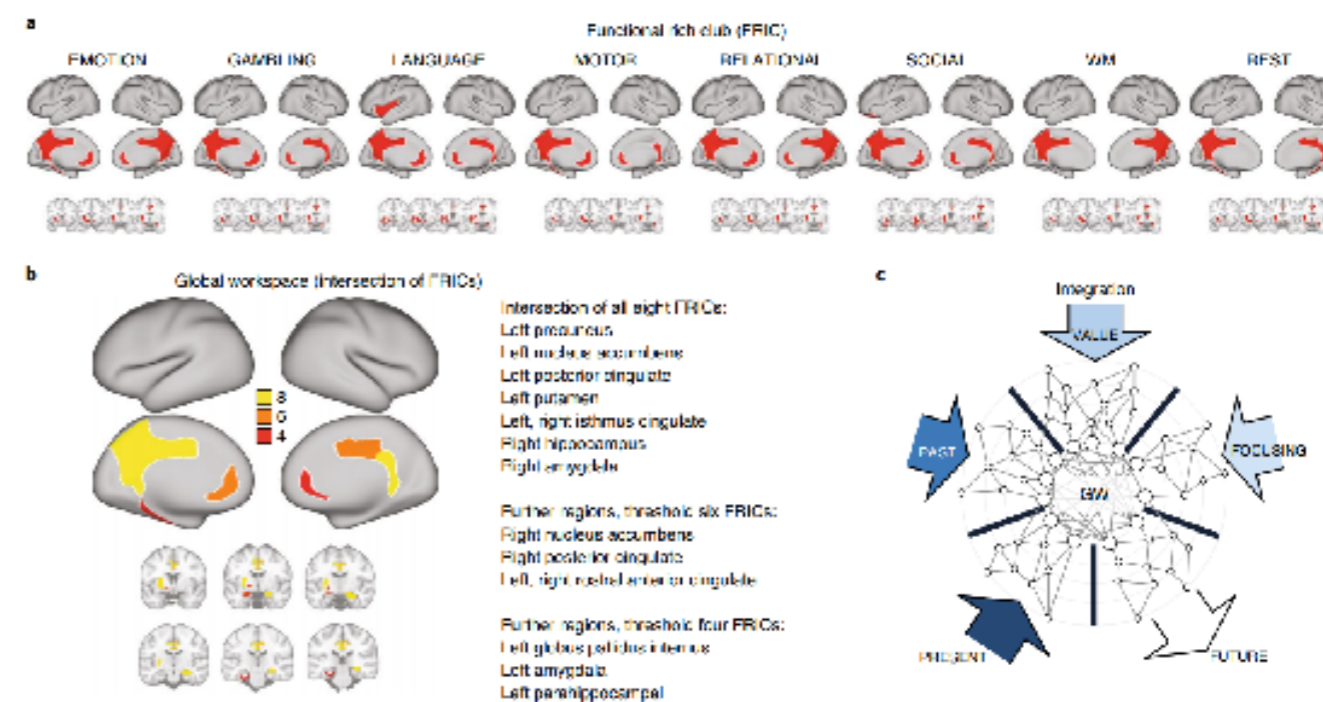 a
Functional rich club (FRIC)
EMOTION GAMBLING LANGUAGE MOTOR RELATIONAL SOCIAL WM REST
b
Global workspace (intersection of FRICs)
8
6
4
Intersection of all eight FRICs:
Left precuneus
Left nucleus accumbens
Left posterior cingulate
Left putamen
Left, right isthmus cingulate
Right hippocampus
Right amygdala
Further regions, threshold six FRICs:
Right nucleus accumbens
Right posterior cingulate
Left, right rostral anterior cingulate
Further regions, threshold four FRICs:
Left globus pallidus internus
Left amygdala
Left parahippocampal
c
Integration
VALUE
PAST
FOCUSING
GW
PRESENT
FUTURE